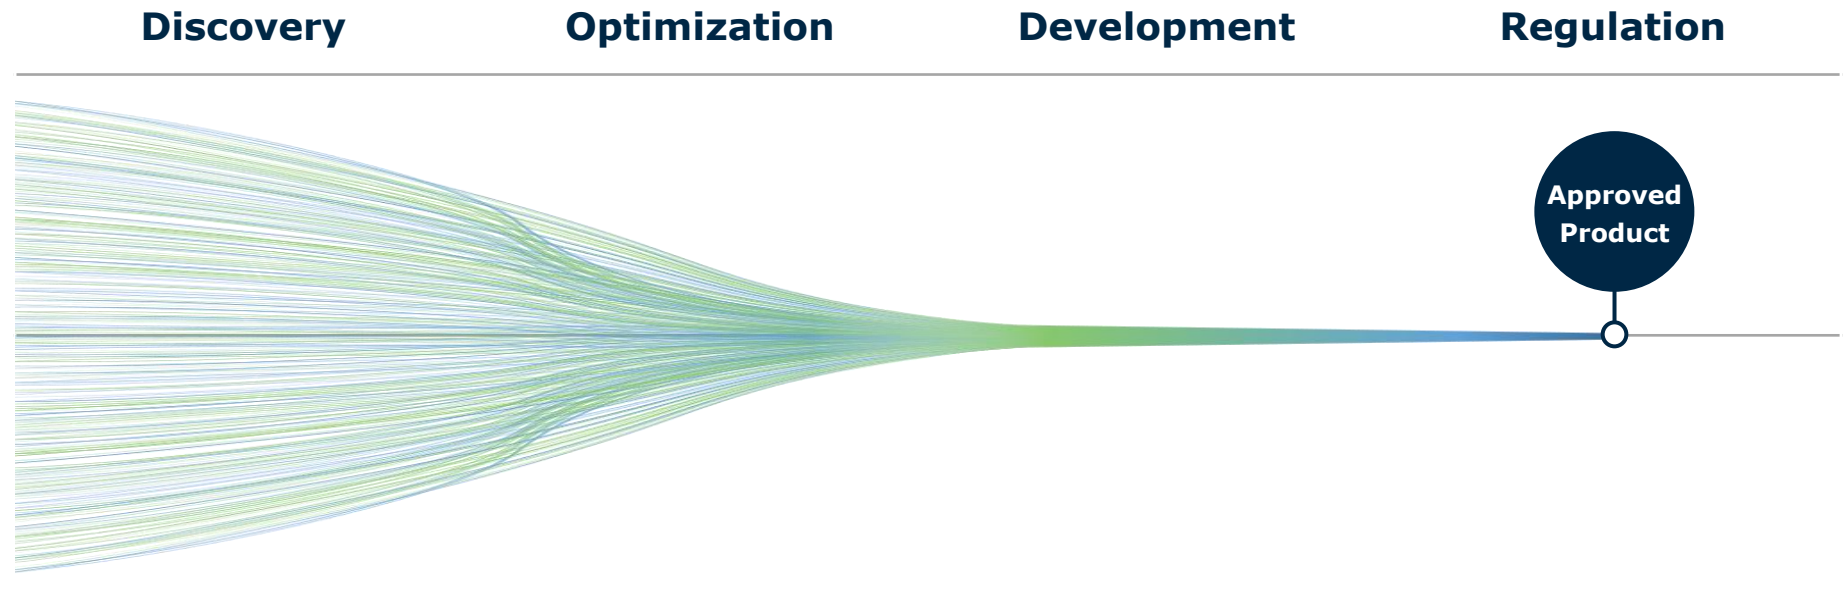 Discovery Optimization Development Regulation
Approved
Product